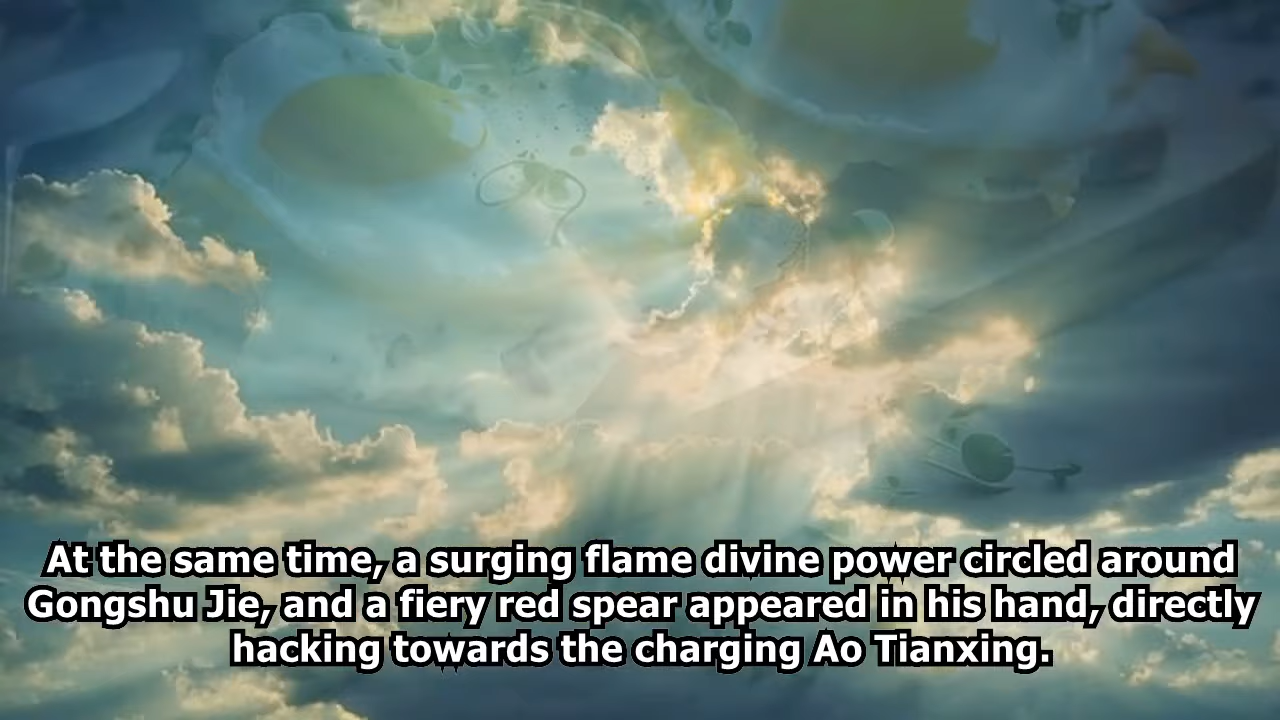 At the same time, a surging flame divine power circled around
Gongshu Jie, and a fiery red spear appeared in his hand, directly
hacking towards the charging Ao Tianxing.